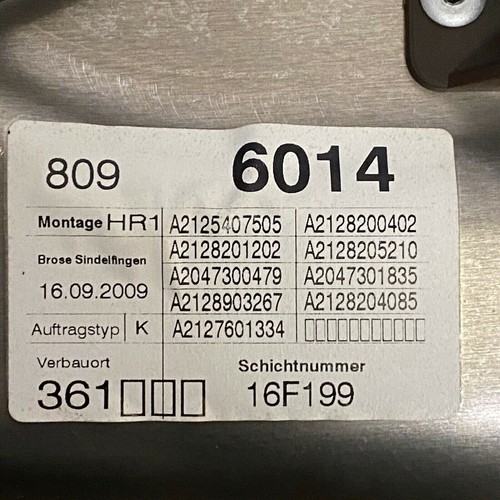 809 6014
Montage HR1 A2125407505 A2128200402
A2128201202 A2128205210
Brose Sindelfingen
A2047300479 A2047301835
16.09.2009 A2128903267 A2128204085
Auftragstyp K A2127601334 □□□□□□□□□□□
Verbauort Schichtnummer
361□□□ 16F199